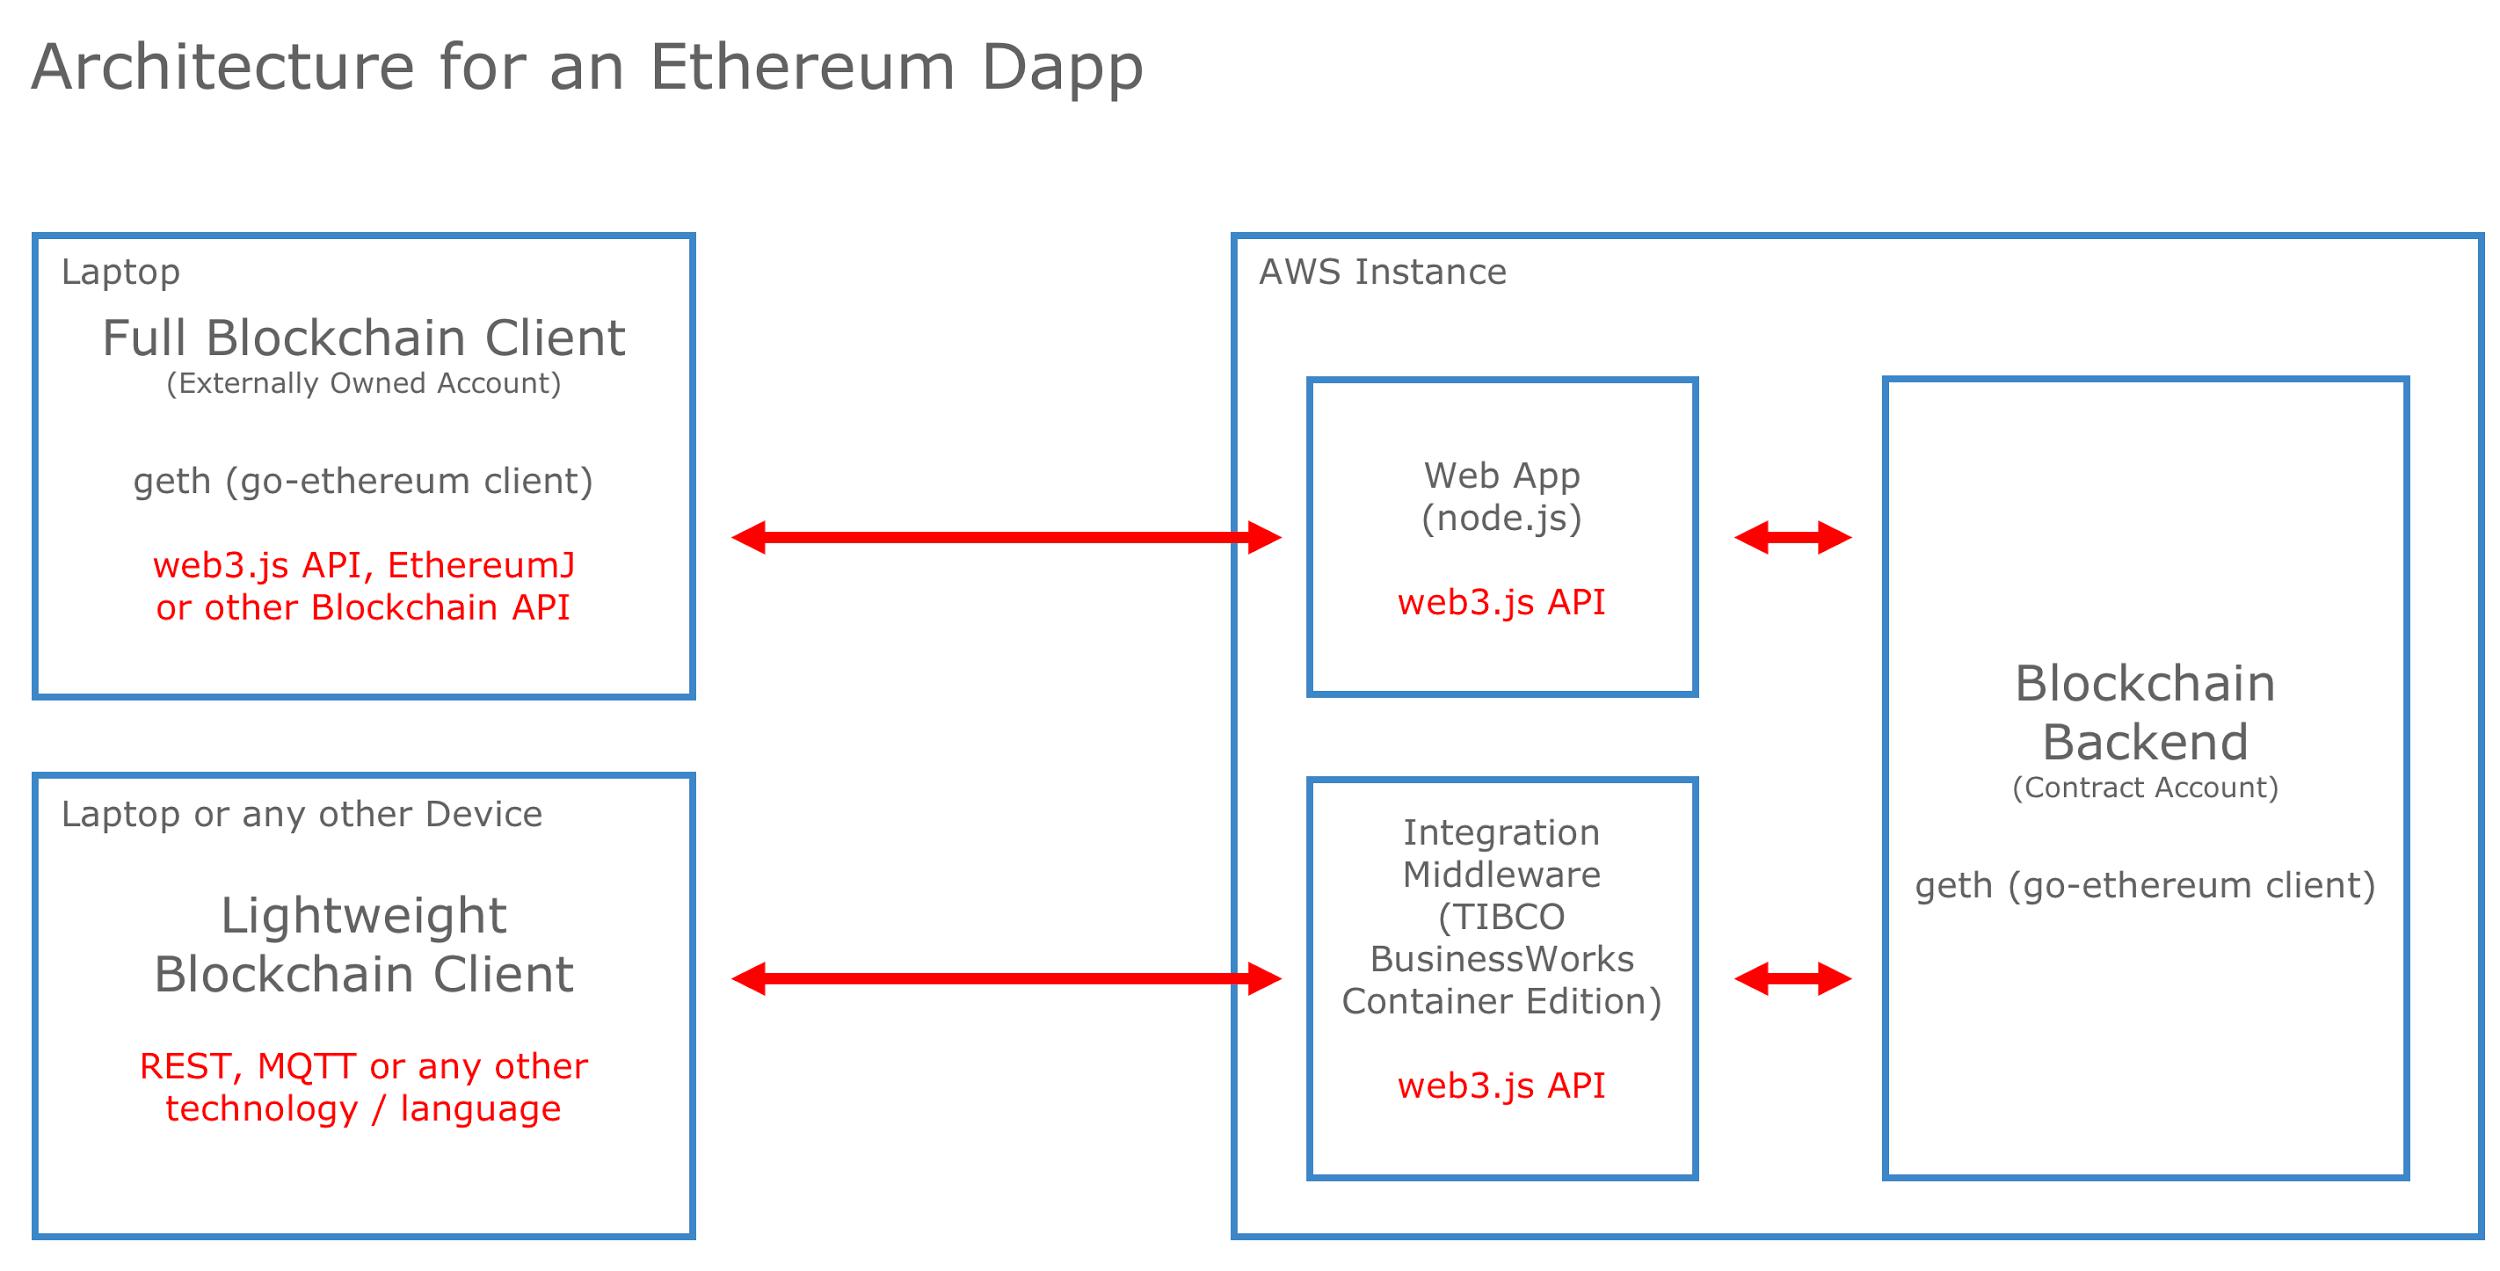 Architecture for an Ethereum Dapp
Laptop
Full Blockchain Client
(Externally Owned Account)
geth (go-ethereum client)
web3.js API, EthereumJ
or other Blockchain API
Laptop or any other Device
Lightweight
Blockchain Client
REST, MQTT or any other
technology / language
AWS Instance
Web App
(node.js)
web3.js API
Integration
Middleware
(TIBCO
BusinessWorks
Container Edition)
web3.js API
Blockchain
Backend
(Contract Account)
geth (go-ethereum client)